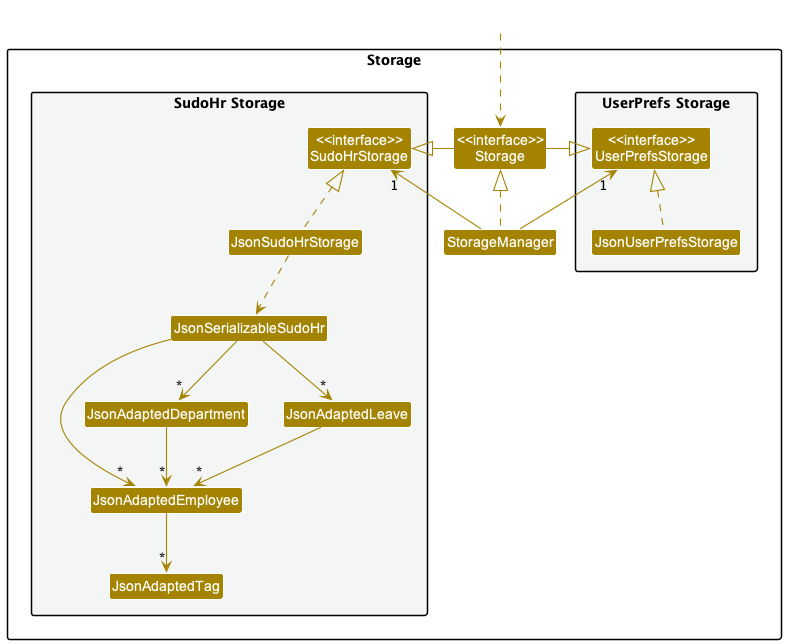 Storage
SudoHr Storage
UserPrefs Storage
<<interface>>
SudoHrStorage
<<interface>>
Storage
<<interface>>
UserPrefsStorage
1
1
JsonSudoHrStorage
StorageManager
JsonUserPrefsStorage
JsonSerializableSudoHr
*
*
JsonAdaptedDepartment
JsonAdaptedLeave
*
*
*
JsonAdaptedEmployee
*
JsonAdaptedTag